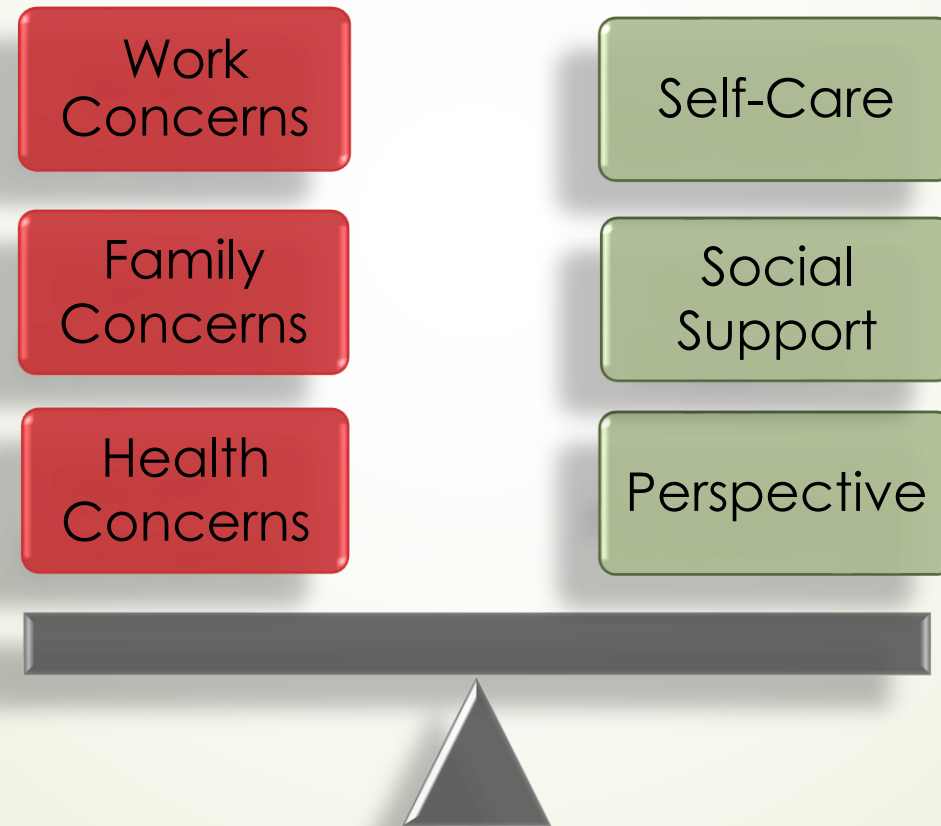 Work
Concerns
Family
Concerns
Health
Concerns
Self-Care
Social
Support
Perspective